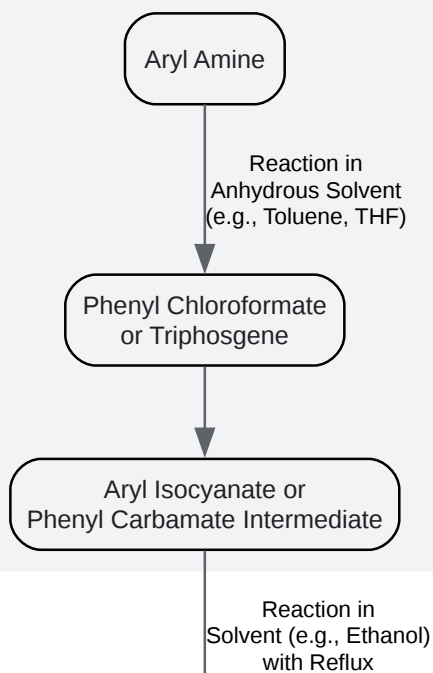 Aryl Amine
Reaction in
Anhydrous Solvent
(e.g., Toluene, THF)
Phenyl Chloroformate
or Triphosgene
Aryl Isocyanate or
Phenyl Carbamate Intermediate
Reaction in
Solvent (e.g., Ethanol)
with Reflux